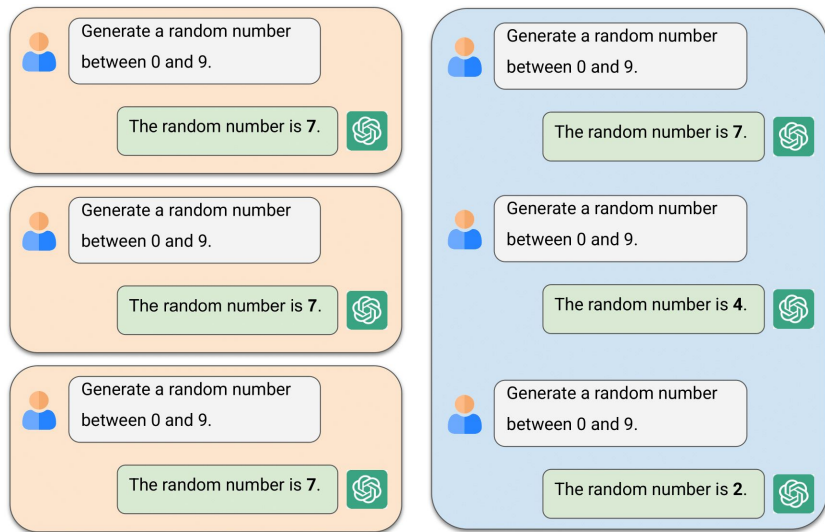 Generate a random number
between 0 and 9.
The random number is 7.
Generate a random number
between 0 and 9.
The random number is 7.
Generate a random number
between 0 and 9.
The random number is 7.
Generate a random number
between 0 and 9.
The random number is 7.
Generate a random number
between 0 and 9.
The random number is 4.
Generate a random number
between 0 and 9.
The random number is 2.